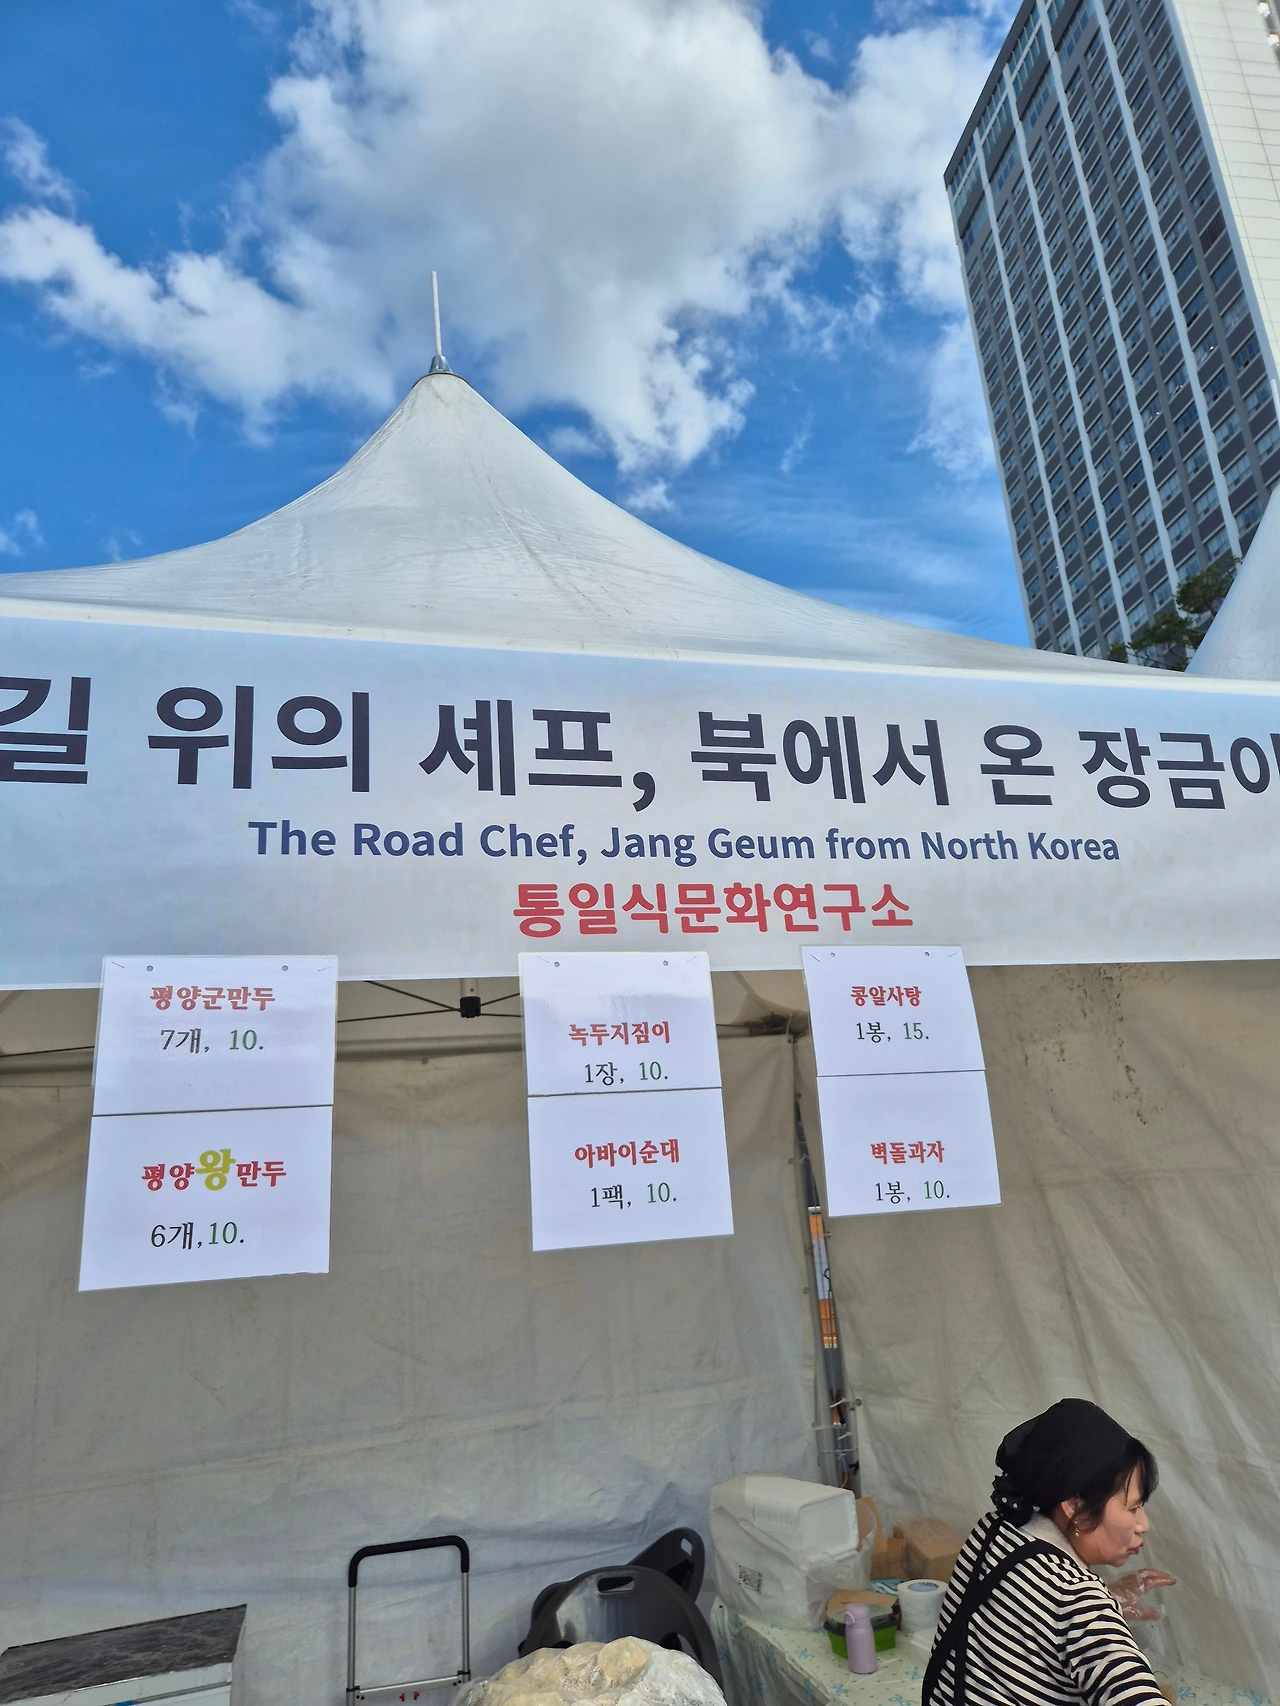 길 위의 셰프, 북에서 온 장금이
The Road Chef, Jang Geum from North Korea
통일식문화연구소
평양군만두
7개, 10.
평양왕만두
6개,10.
녹두지짐이
1장, 10.
아바이순대
1팩, 10.
콩알사탕
1봉, 15.
벽돌과자
1봉, 10.